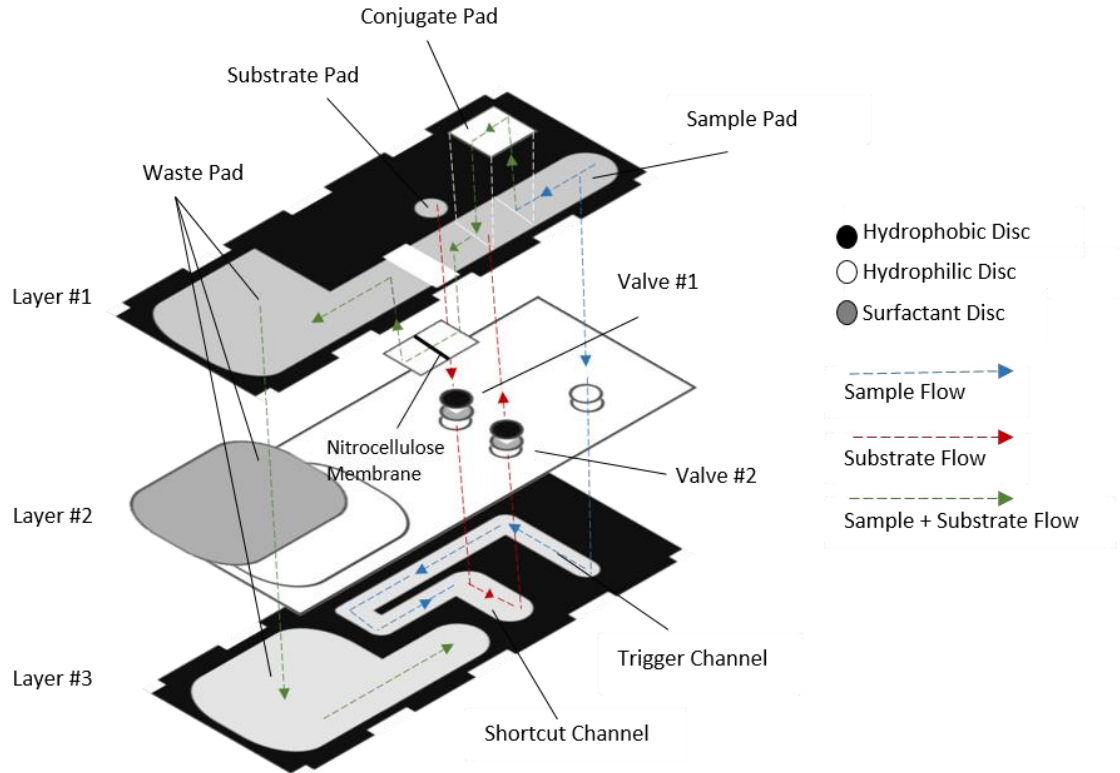 Conjugate Pad
Substrate Pad
Sample Pad
Waste Pad
Hydrophobic Disc
Hydrophilic Disc
Surfactant Disc
Layer #1
Valve #1
Sample Flow
Nitrocellulose
Membrane
Substrate Flow
Valve #2
Layer #2
Sample + Substrate Flow
Trigger Channel
Layer #3
Shortcut Channel